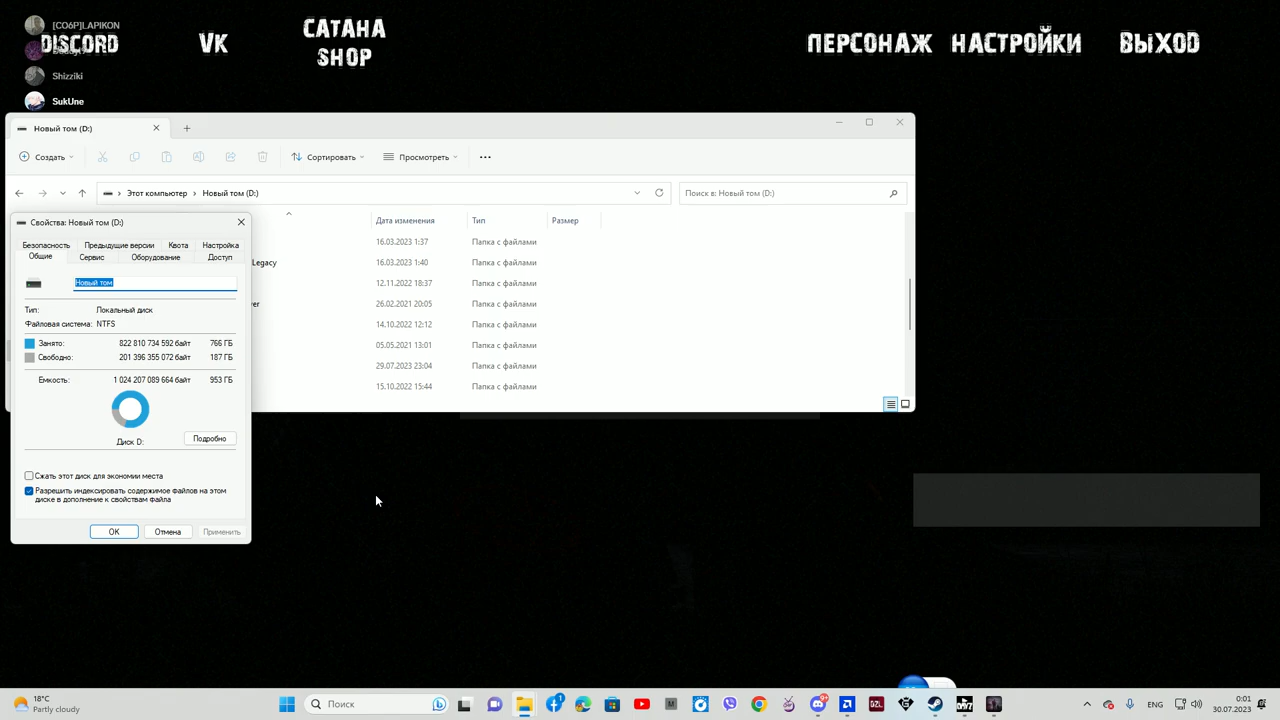 [СО6Р]LAPIKON
DISCORD
VK
САТАНА
SHOP
ПЕРСОНАЖ
НАСТРОЙКИ
ВЫХОД
Shizziki
SukUne
Новый том (D:)
Создать
Сортировать
Просмотреть
Этот компьютер
Новый том (D:)
Поиск в: Новый том (D:)
Свойства: Новый том (D:)
Безопасность
Предыдущие версии
Квота
Настройка
Общие
Сервис
Оборудование
Доступ
Новый том
Тип:
Локальный диск
Файловая система:
NTFS
Занято:
822 810 734 592 байт
766 ГБ
Свободно:
201 396 355 072 байт
187 ГБ
Емкость:
1 024 207 089 664 байт
953 ГБ
Диск D:
Подробно
Сжать этот диск для экономии места
Разрешить индексировать содержимое файлов на этом
диске в дополнение к свойствам файла
ОК
Отмена
Применить
Дата изменения
Тип
Размер
16.03.2023 1:37
Папка с файлами
Legacy
16.03.2023 1:40
Папка с файлами
12.11.2022 18:37
Папка с файлами
26.02.2021 20:05
Папка с файлами
14.10.2022 12:12
Папка с файлами
05.05.2021 13:01
Папка с файлами
29.07.2023 23:04
Папка с файлами
15.10.2022 15:44
Папка с файлами
18°C
Partly cloudy
Поиск
1
9+
DZL
ENG
0:01
30.07.2023